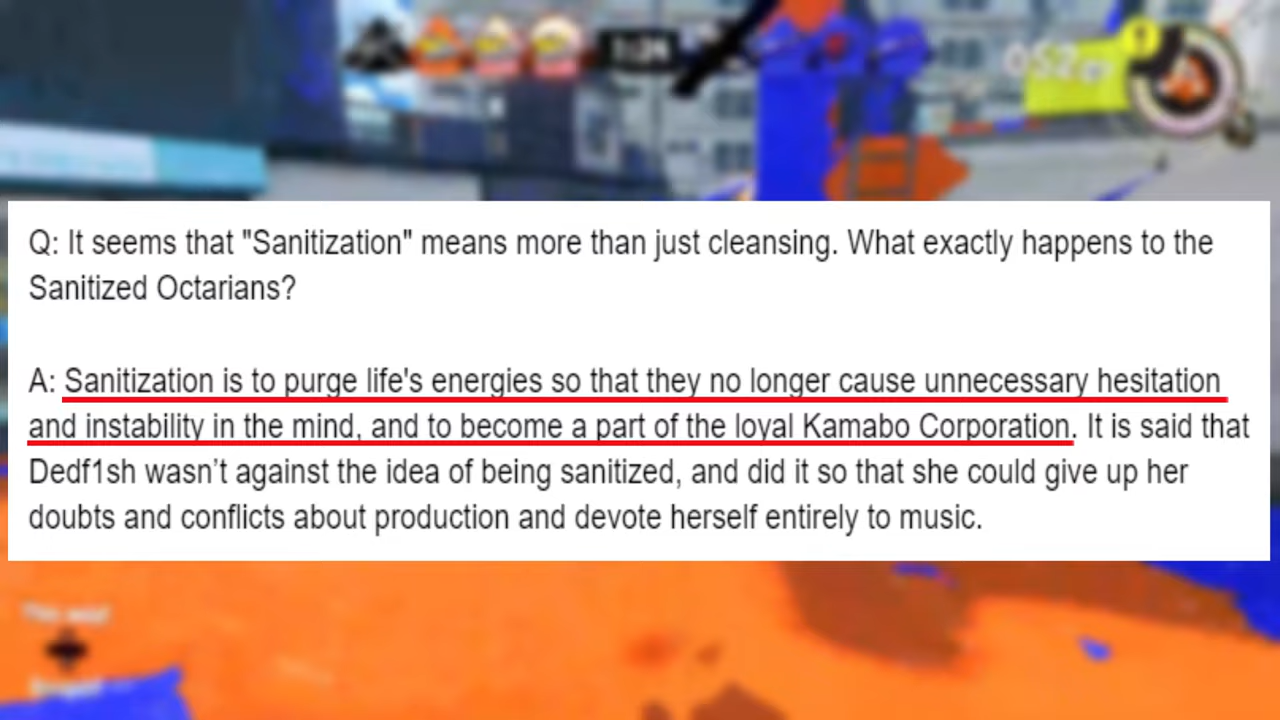 1:34
Q: It seems that "Sanitization" means more than just cleansing. What exactly happens to the
Sanitized Octarians?
A: Sanitization is to purge life's energies so that they no longer cause unnecessary hesitation
and instability in the mind, and to become a part of the loyal Kamabo Corporation. It is said that
Dedf1sh wasn’t against the idea of being sanitized, and did it so that she could give up her
doubts and conflicts about production and devote herself entirely to music.
This way!